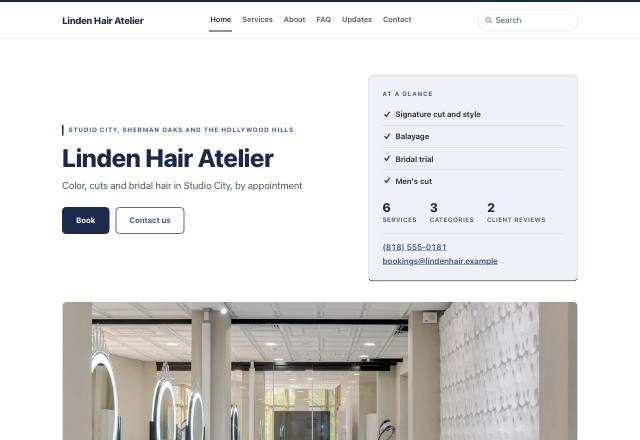 Linden Hair Atelier
Home Services About FAQ Updates Contact
Search
STUDIO CITY, SHERMAN OAKS AND THE HOLLYWOOD HILLS
Linden Hair Atelier
Color, cuts and bridal hair in Studio City, by appointment
Book Contact us
AT A GLANCE
Signature cut and style
Balayage
Bridal trial
Men's cut
6 3 2
SERVICES CATEGORIES CLIENT REVIEWS
(818) 555-0181
bookings@lindenhair.example